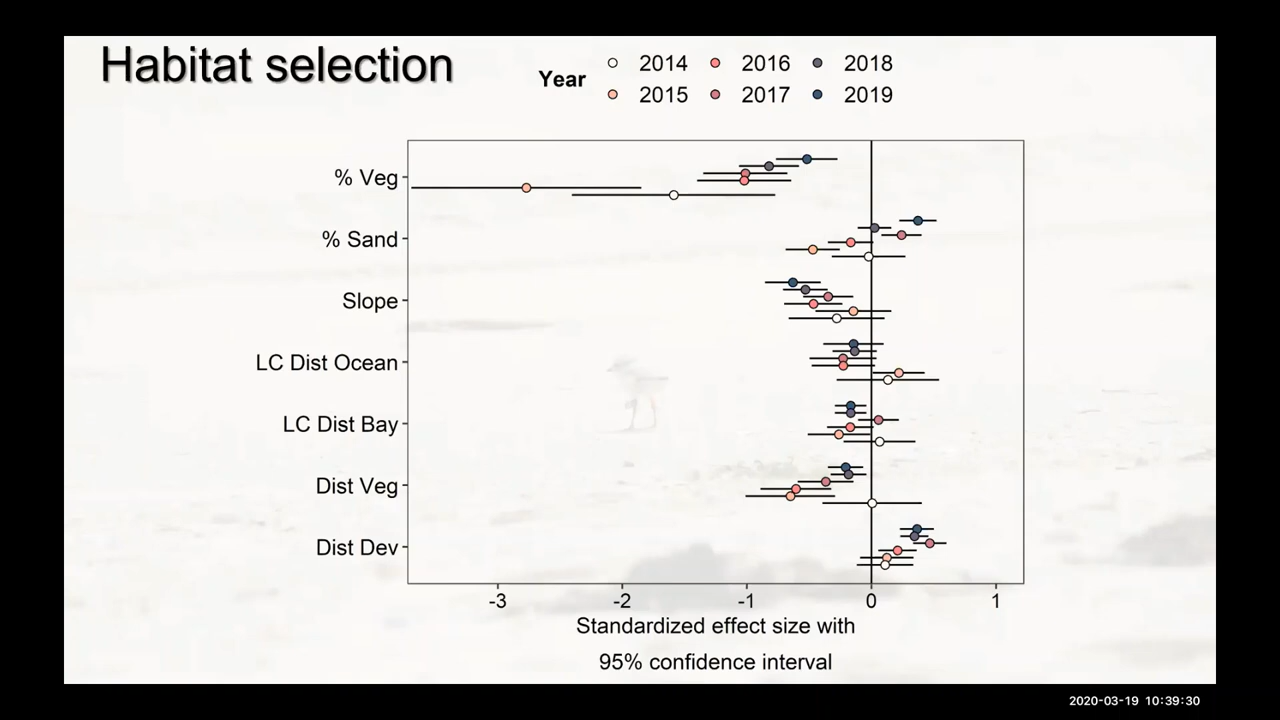 Habitat selection
Year
2014 2016 2018
2015 2017 2019
% Veg
% Sand
Slope
LC Dist Ocean
LC Dist Bay
Dist Veg
Dist Dev
-3 -2 -1 0 1
Standardized effect size with
95% confidence interval
2020-03-19 10:39:30